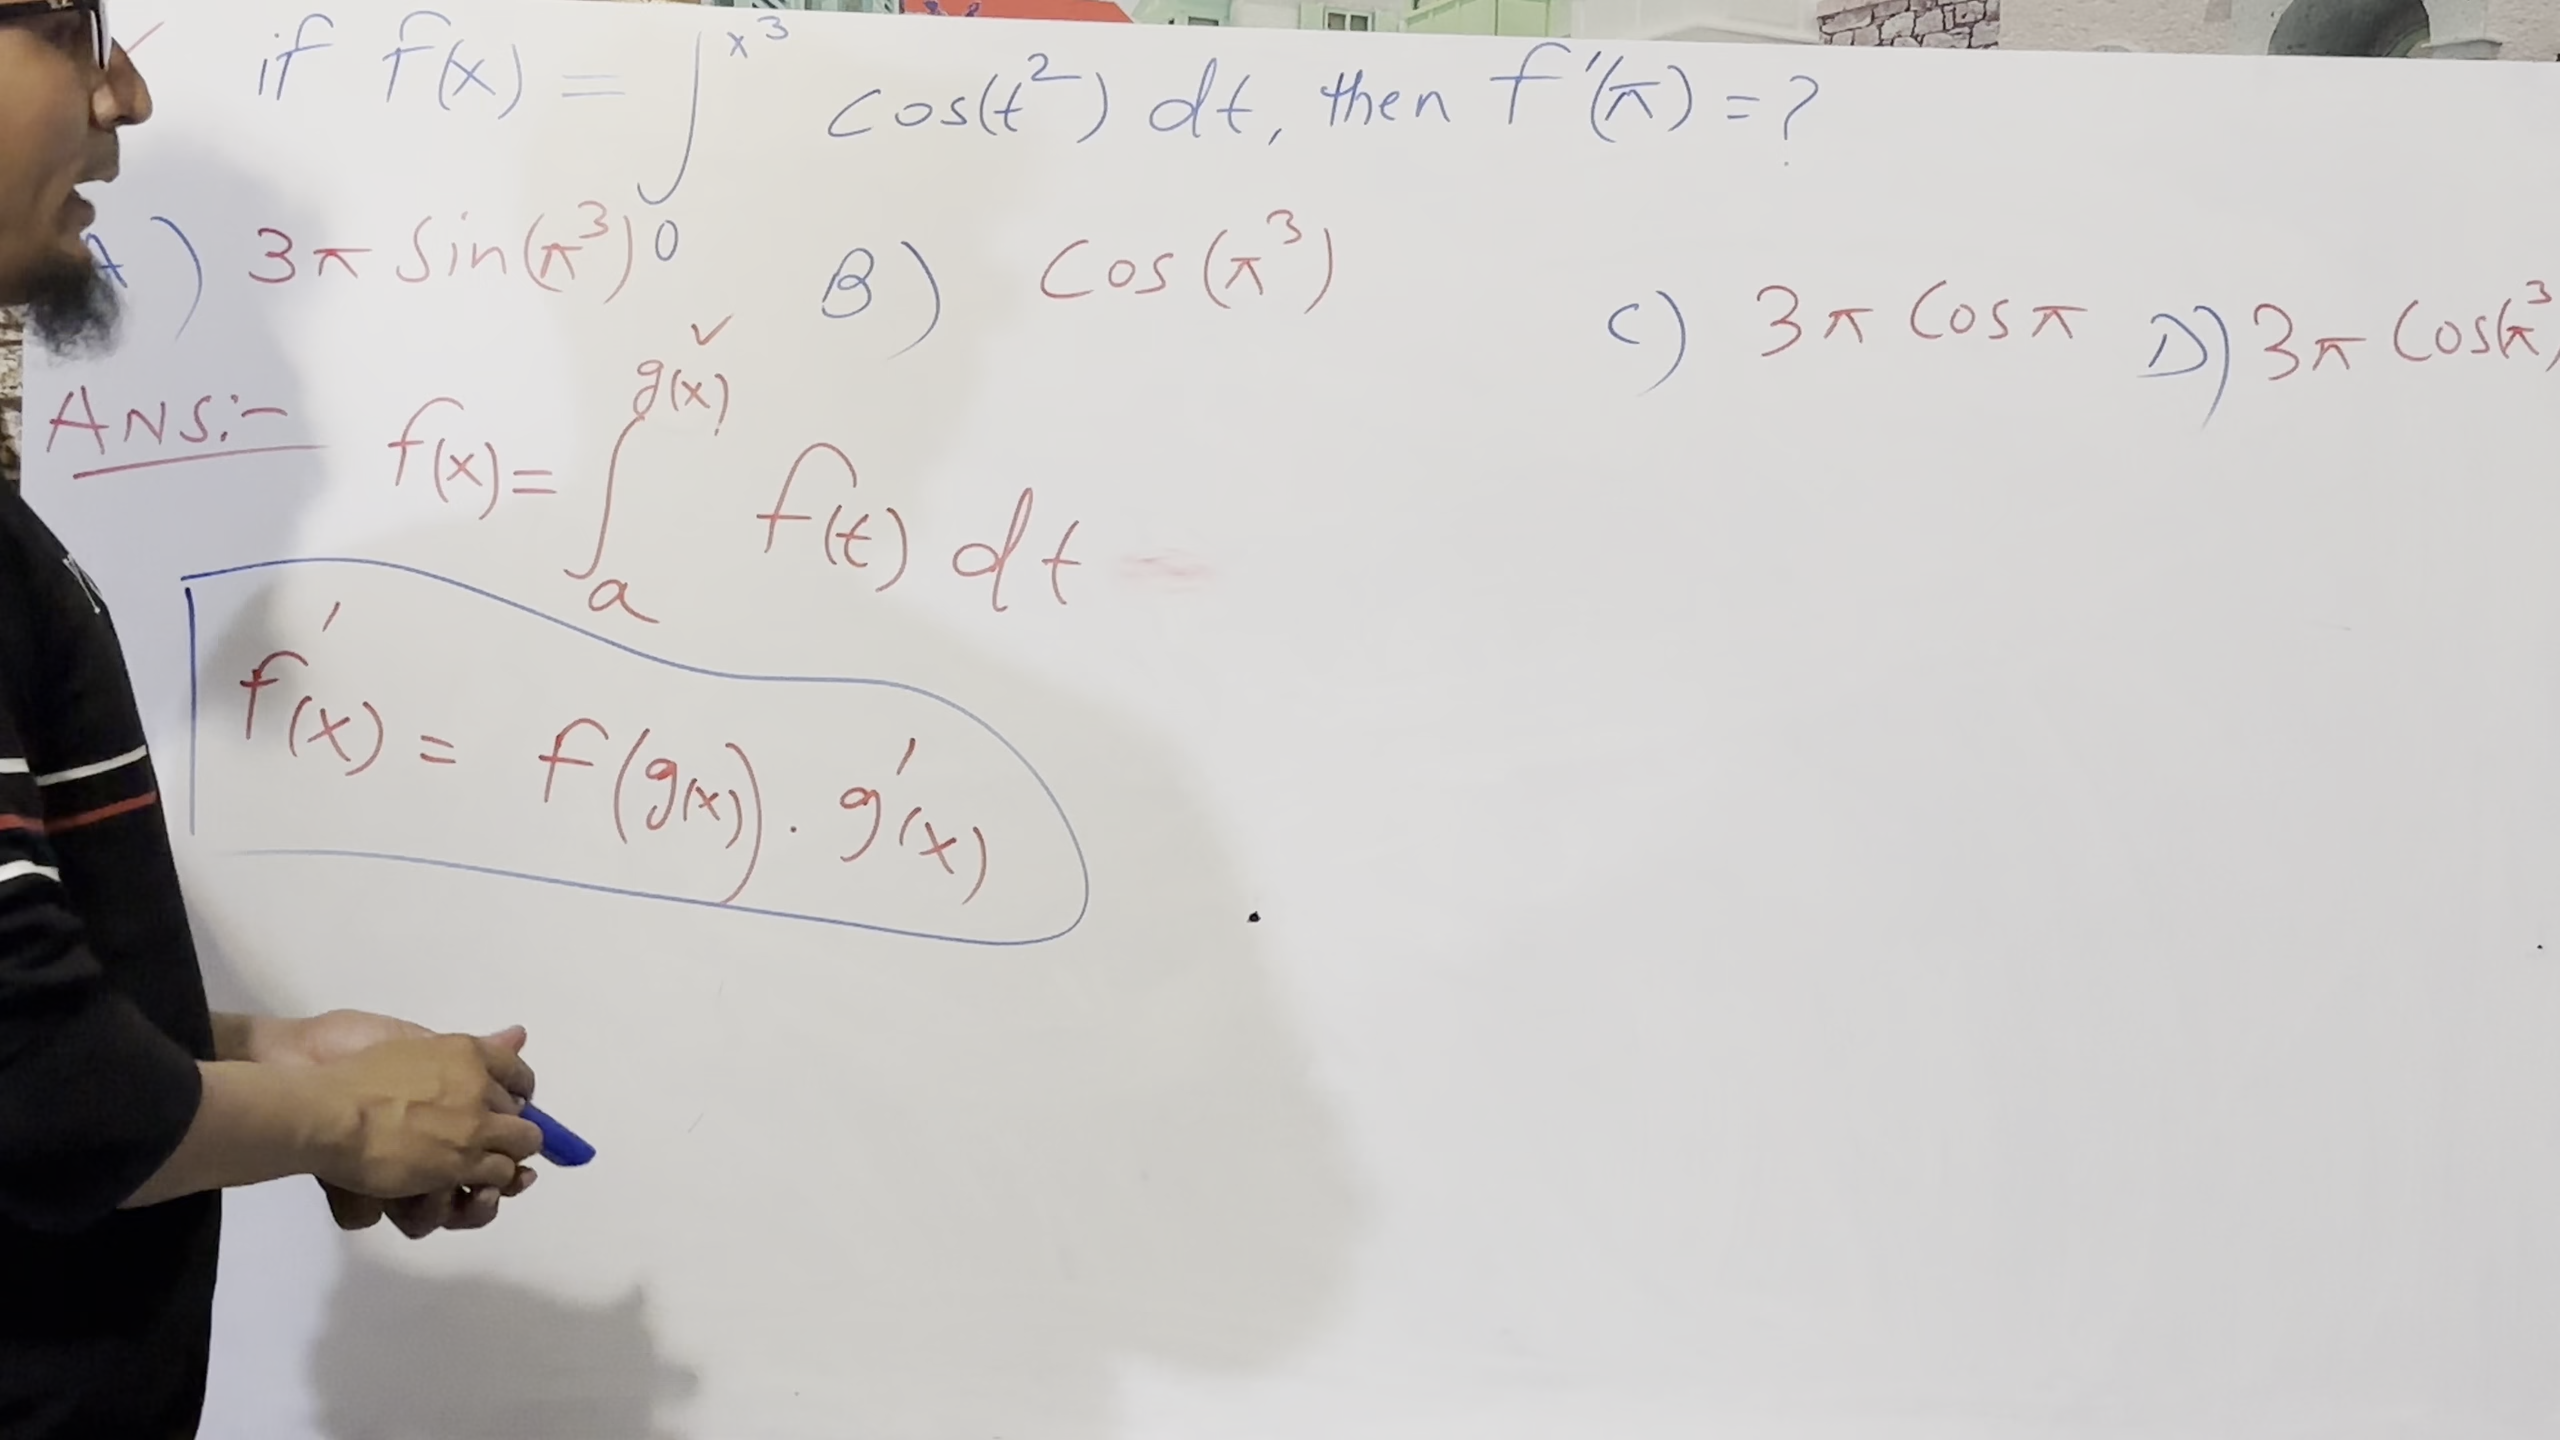 if f(x) = ∫₀^{x³} cos(t²) dt, then f'(π) = ?
A) 3π Sin(π³) B) Cos(π³) C) 3π Cos π D) 3π Cos(π³)
ANS:- f(x) = ∫ₐ^{g(x)} f(t) dt
f'(x) = f(g(x)) . g'(x)